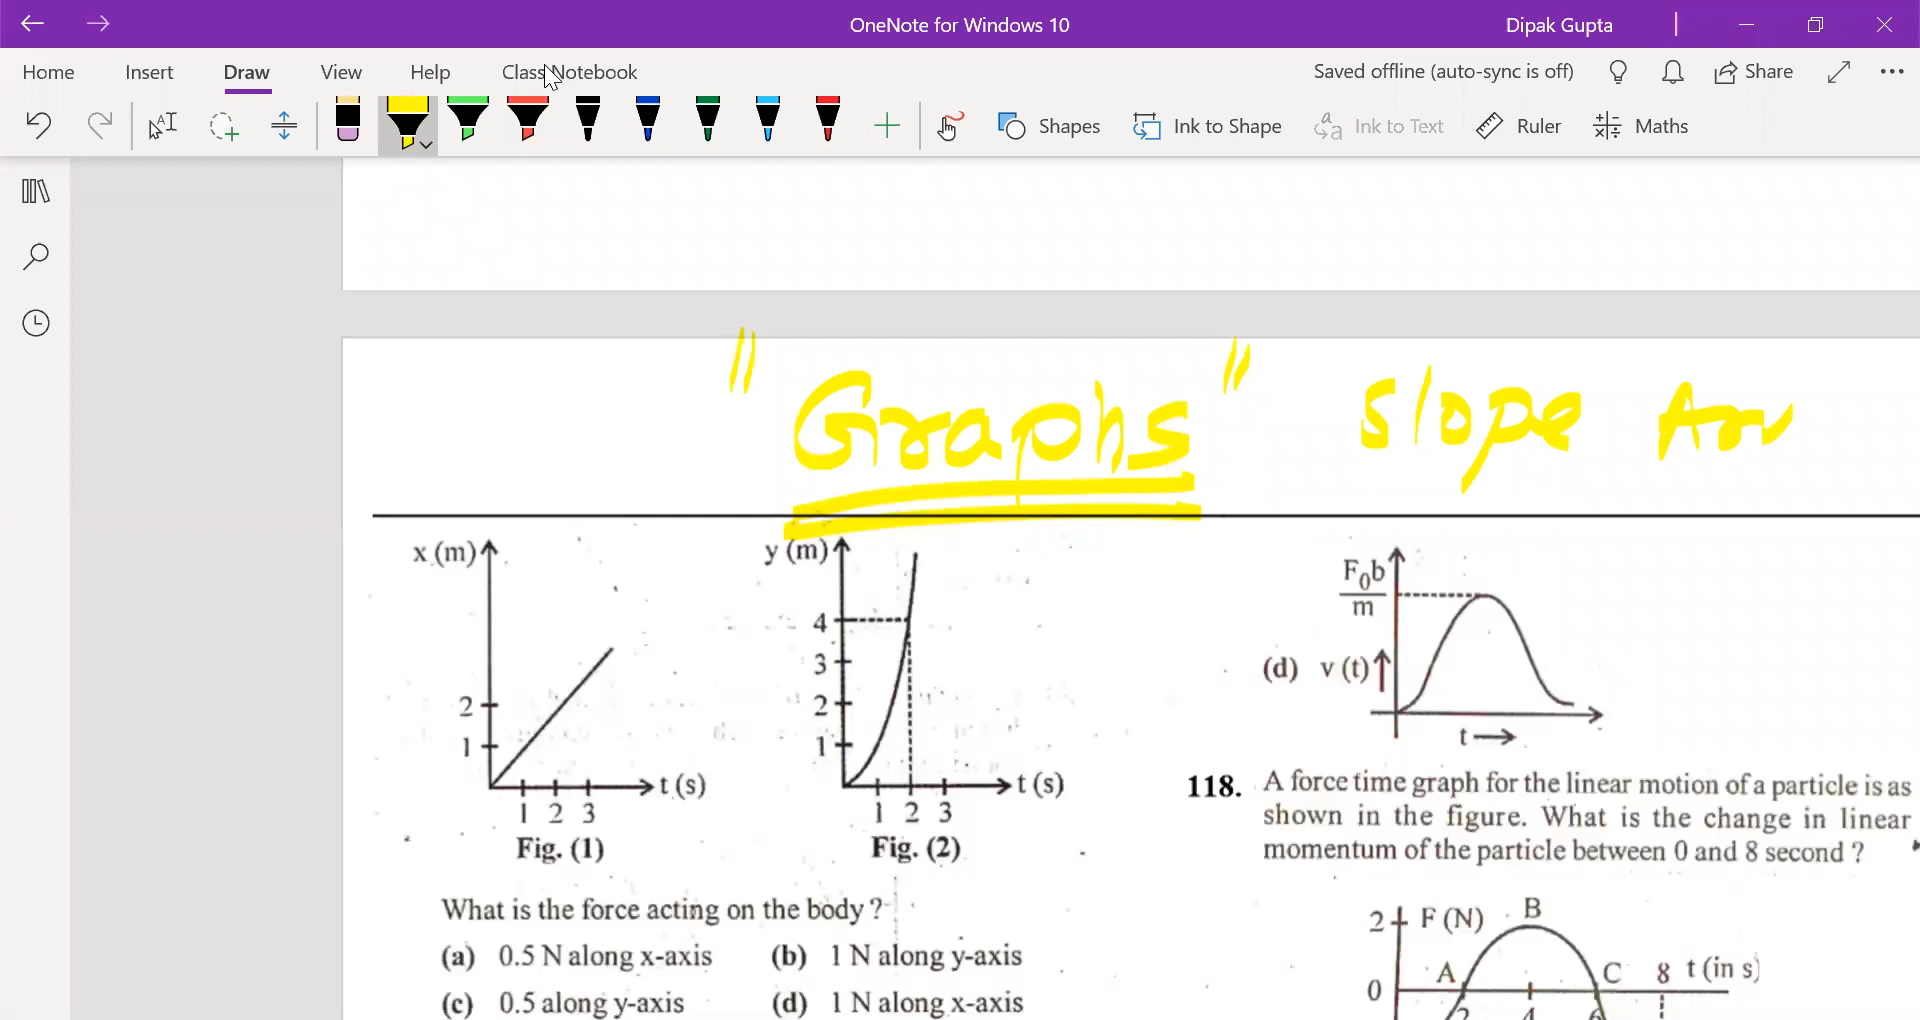 OneNote for Windows 10
Dipak Gupta
Home Insert Draw View Help Class Notebook
Saved offline (auto-sync is off) Share
Shapes Ink to Shape Ink to Text Ruler Maths
"Graphs" slope
x (m)
2
1
t (s)
1 2 3
Fig. (1)
y (m)
4
3
2
1
t (s)
1 2 3
Fig. (2)
What is the force acting on the body ?
(a) 0.5 N along x-axis (b) 1 N along y-axis
(c) 0.5 along y-axis (d) 1 N along x-axis
F₀b
m
(d) v (t)
t
118. A force time graph for the linear motion of a particle is as
shown in the figure. What is the change in linear
momentum of the particle between 0 and 8 second ?
2 F (N) B
A C 8 t (in s)
0
2 4 6